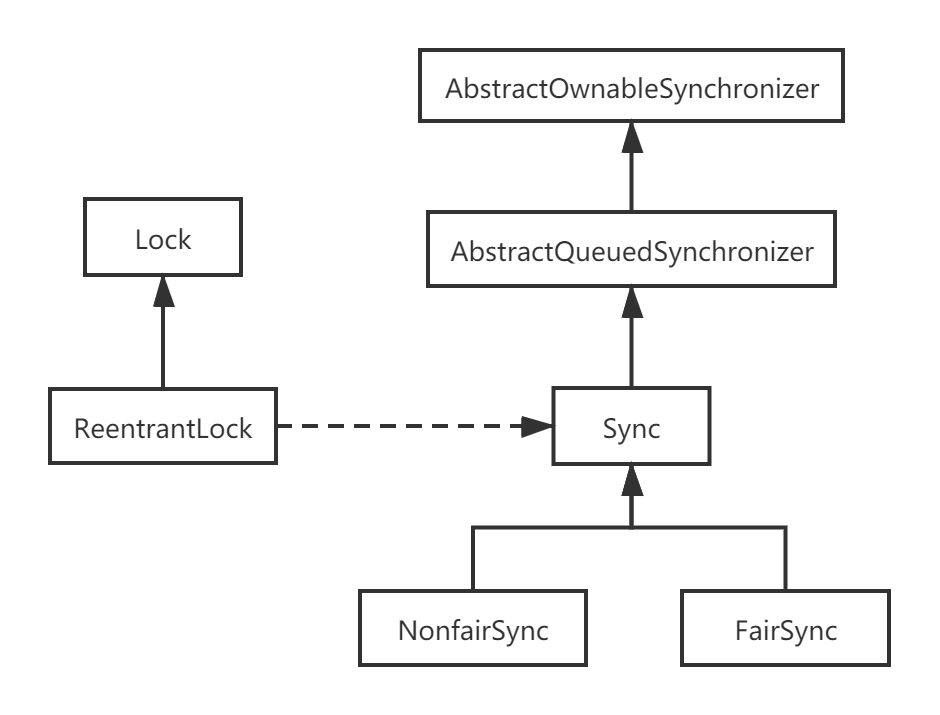 AbstractOwnableSynchronizer
Lock
AbstractQueuedSynchronizer
ReentrantLock
Sync
NonfairSync
FairSync